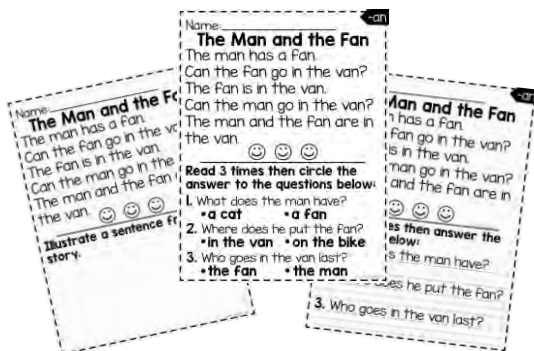 Name:
The Man and the Fa
The man has a fan.
Can the fan go in the va
The fan is in the van.
Can the man go in the
The man and the fan
the van.
Illustrate a sentence fr
story.
-an
Name:
The Man and the Fan
The man has a fan.
Can the fan go in the van?
The fan is in the van.
Can the man go in the van?
The man and the fan are in
the van.
Read 3 times then circle the
answer to the questions below:
1. What does the man have?
•a cat •a fan
2. Where does he put the fan?
•in the van •on the bike
3. Who goes in the van last?
•the fan •the man
-an
Man and the Fan
has a fan.
fan go in the van?
is in the van.
man go in the van?
and the fan are in
then answer the
below:
the man have?
does he put the fan?
3. Who goes in the van last?